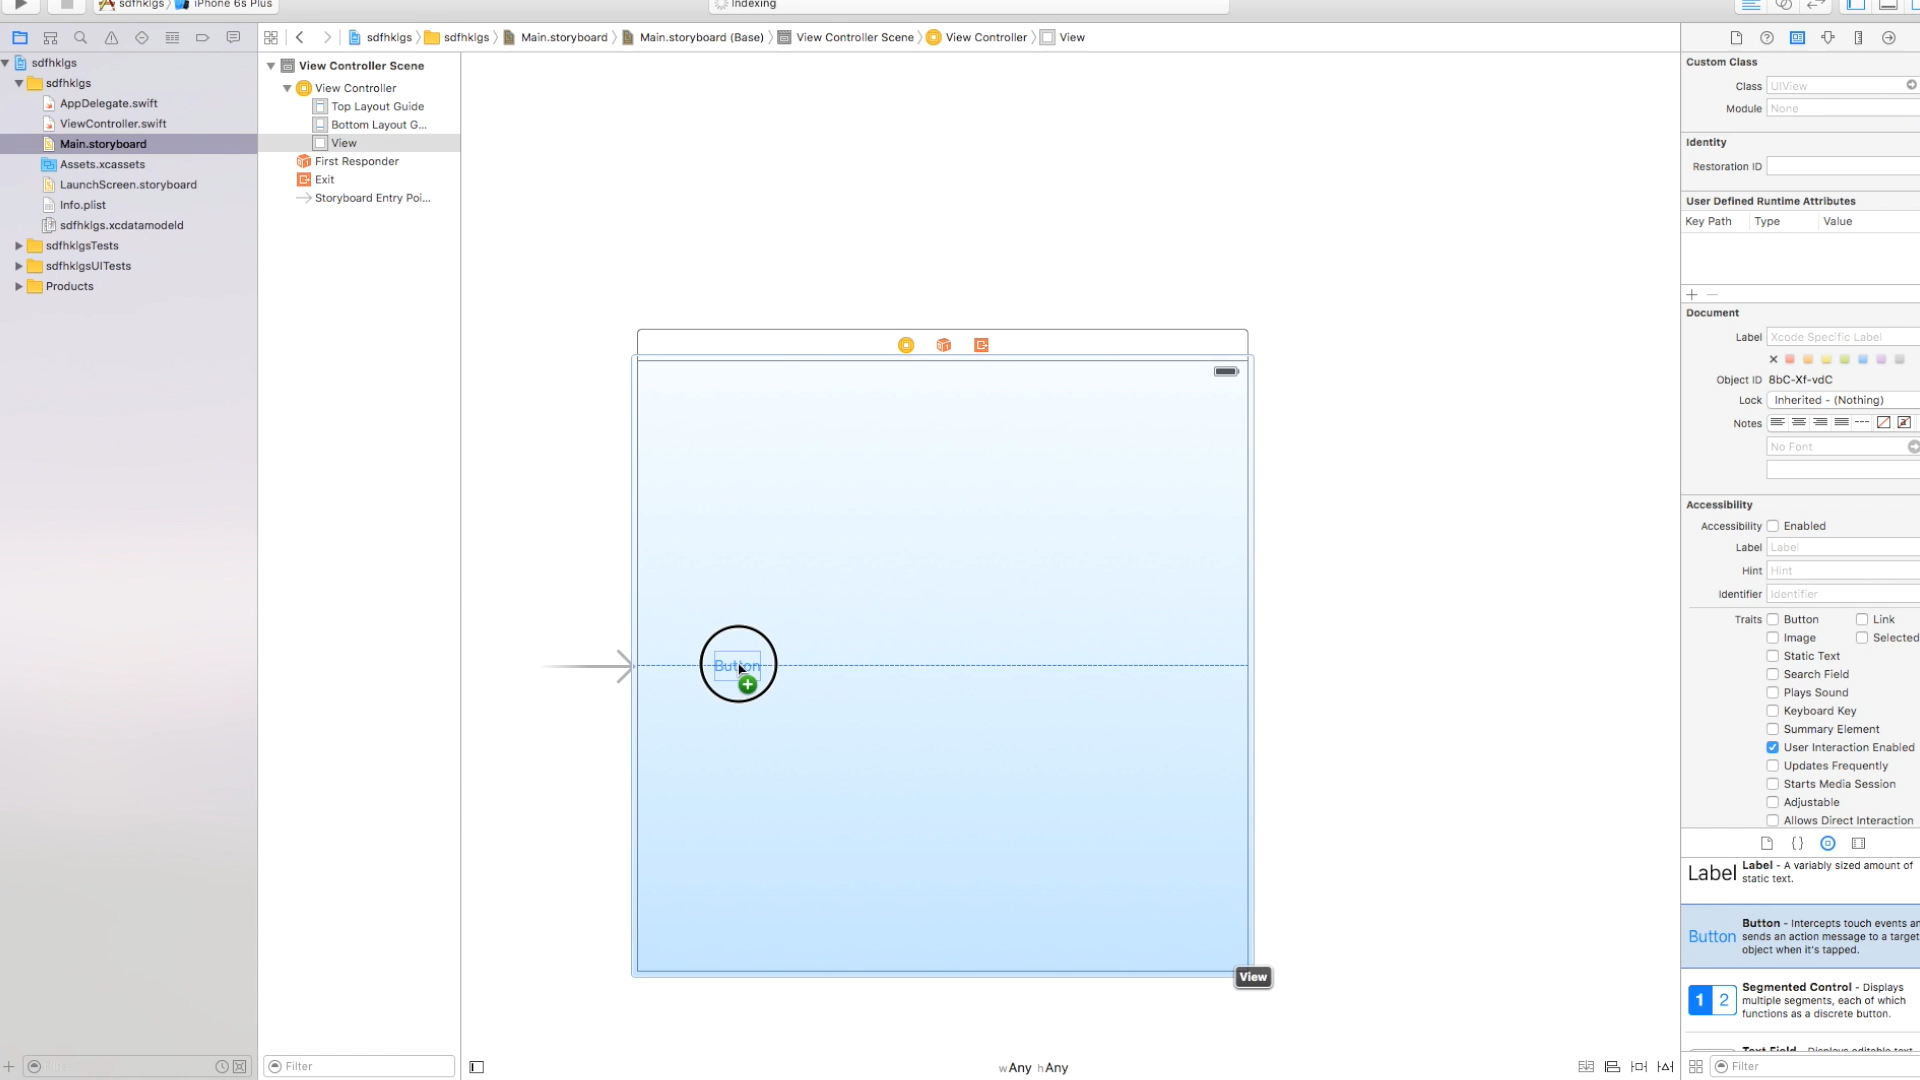 sdfhklgs iPhone 6s Plus
Indexing
sdfhklgs sdfhklgs Main.storyboard Main.storyboard (Base) View Controller Scene View Controller View
sdfhklgs
sdfhklgs
AppDelegate.swift
ViewController.swift
Main.storyboard
Assets.xcassets
LaunchScreen.storyboard
Info.plist
sdfhklgs.xcdatamodeld
sdfhklgsTests
sdfhklgsUITests
Products
View Controller Scene
View Controller
Top Layout Guide
Bottom Layout G...
View
First Responder
Exit
Storyboard Entry Poi...
Filter
Button
View
wAny hAny
Custom Class
Class UIView
Module None
Identity
Restoration ID
User Defined Runtime Attributes
Key Path Type Value
Document
Label Xcode Specific Label
Object ID 8bC-Xf-vdC
Lock Inherited - (Nothing)
Notes
No Font
Accessibility
Accessibility Enabled
Label Label
Hint Hint
Identifier Identifier
Traits Button Link
Image Selected
Static Text
Search Field
Plays Sound
Keyboard Key
Summary Element
User Interaction Enabled
Updates Frequently
Starts Media Session
Adjustable
Allows Direct Interaction
Label Label - A variably sized amount of
static text.
Button - Intercepts touch events an
Button sends an action message to a target
object when it's tapped.
Segmented Control - Displays
1 2 multiple segments, each of which
functions as a discrete button.
Text Field - Displays editable text
Filter